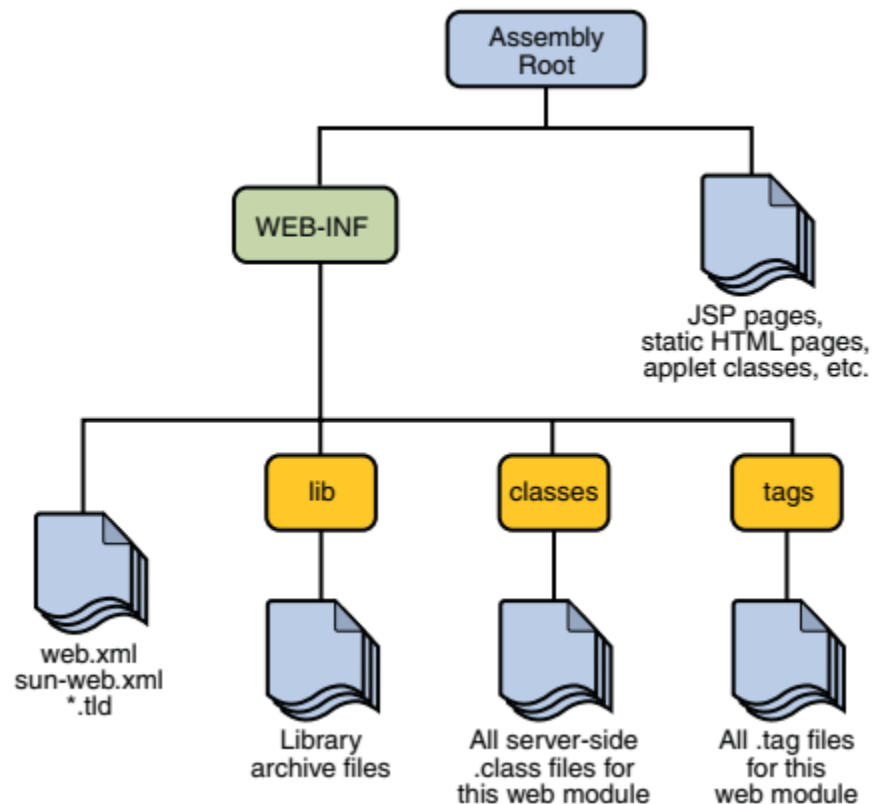 Assembly
Root
WEB-INF
JSP pages,
static HTML pages,
applet classes, etc.
lib
classes
tags
web.xml
sun-web.xml
*.tld
Library
archive files
All server-side
.class files for
this web module
All .tag files
for this
web module